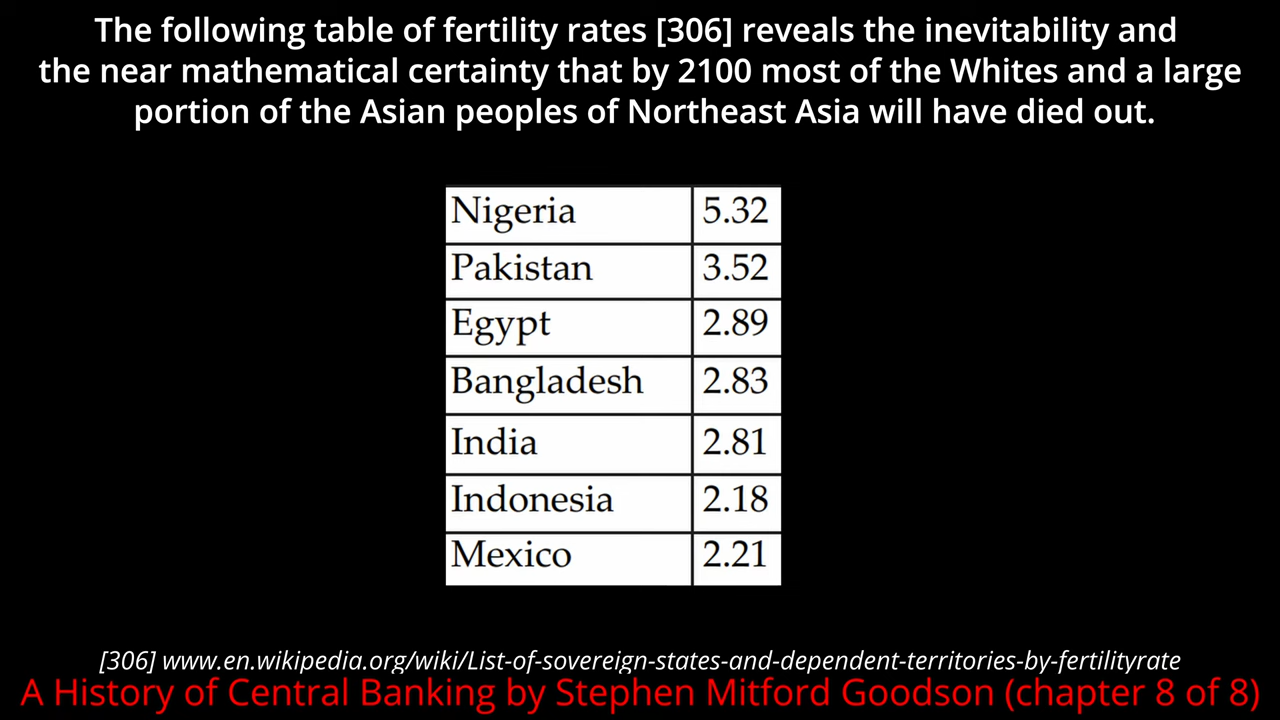 The following table of fertility rates [306] reveals the inevitability and
the near mathematical certainty that by 2100 most of the Whites and a large
portion of the Asian peoples of Northeast Asia will have died out.
Nigeria 5.32
Pakistan 3.52
Egypt 2.89
Bangladesh 2.83
India 2.81
Indonesia 2.18
Mexico 2.21
[306] www.en.wikipedia.org/wiki/List-of-sovereign-states-and-dependent-territories-by-fertilityrate
A History of Central Banking by Stephen Mitford Goodson (chapter 8 of 8)